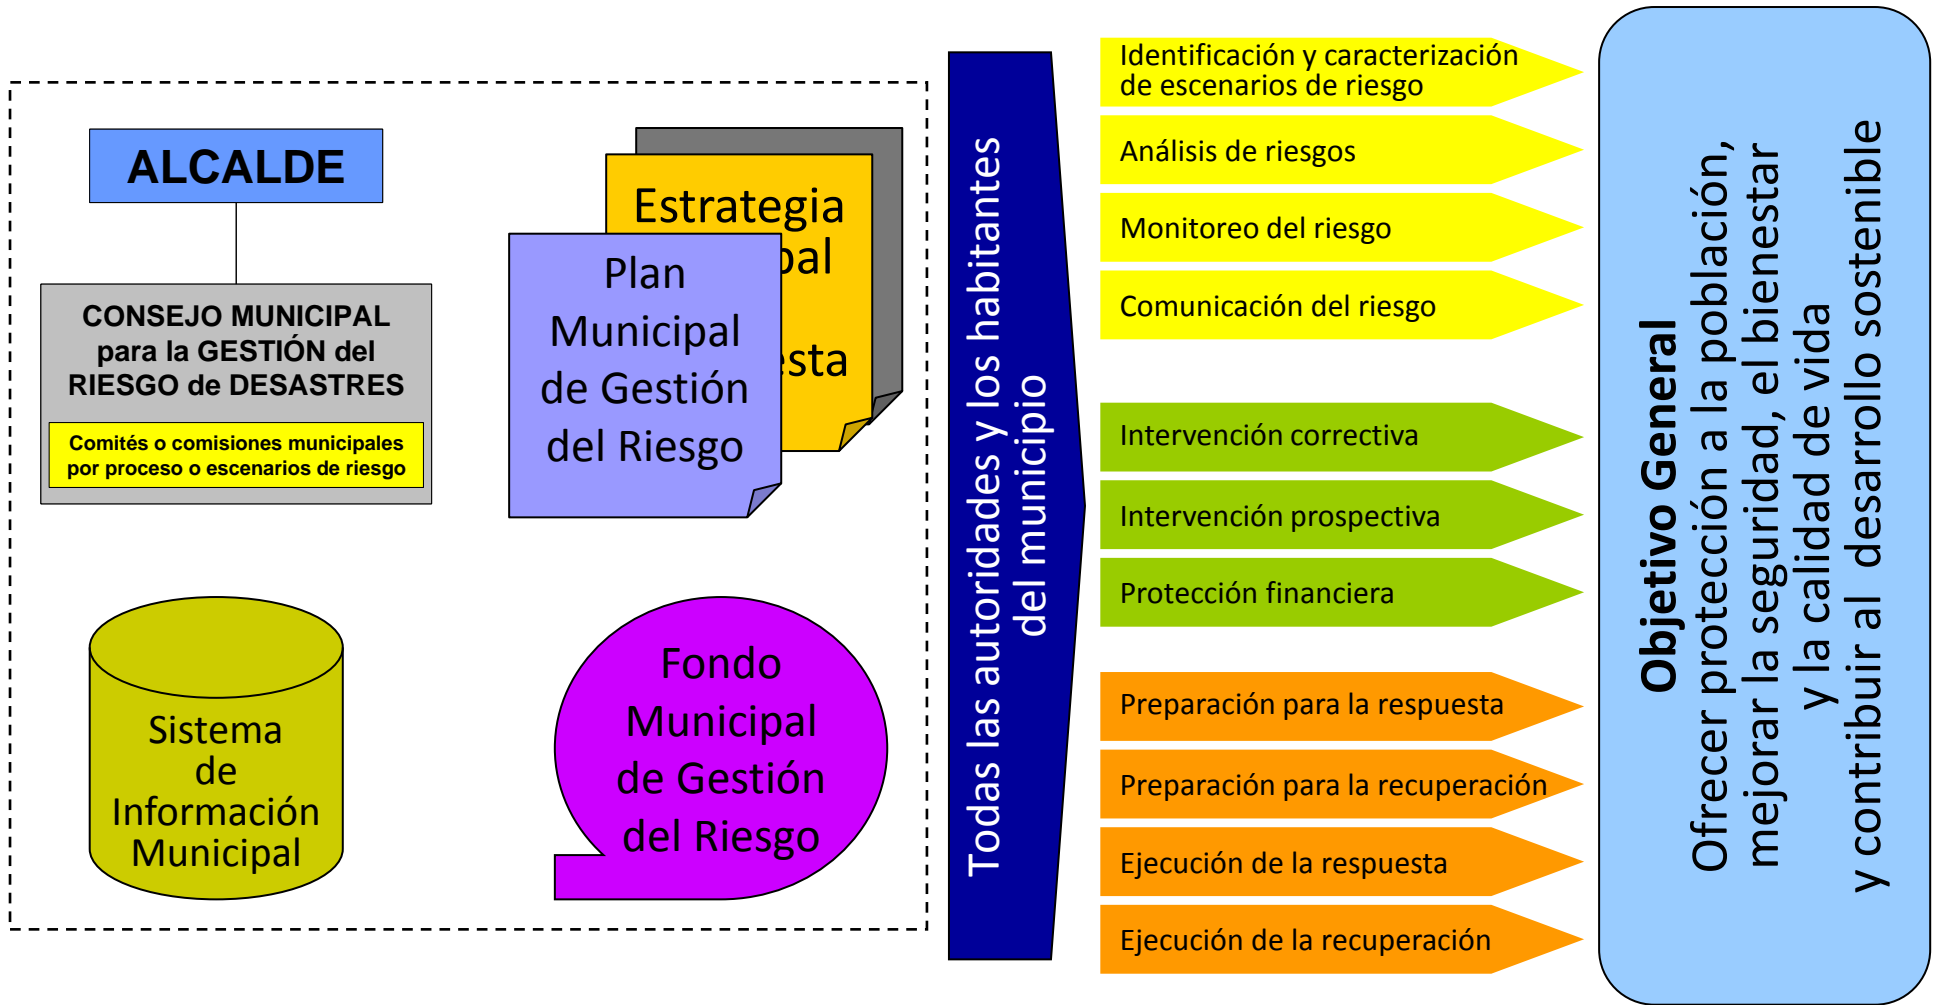 ALCALDE
CONSEJO MUNICIPAL
para la GESTIÓN del
RIESGO de DESASTRES
Comités o comisiones municipales
por proceso o escenarios de riesgo
Estrategia
Plan
Municipal
de Gestión
del Riesgo
Sistema
de
Información
Municipal
Fondo
Municipal
de Gestión
del Riesgo
Todas las autoridades y los habitantes
del municipio
Identificación y caracterización
de escenarios de riesgo
Análisis de riesgos
Monitoreo del riesgo
Comunicación del riesgo
Intervención correctiva
Intervención prospectiva
Protección financiera
Preparación para la respuesta
Preparación para la recuperación
Ejecución de la respuesta
Ejecución de la recuperación
Objetivo General
Ofrecer protección a la población,
mejorar la seguridad, el bienestar
y la calidad de vida
y contribuir al desarrollo sostenible